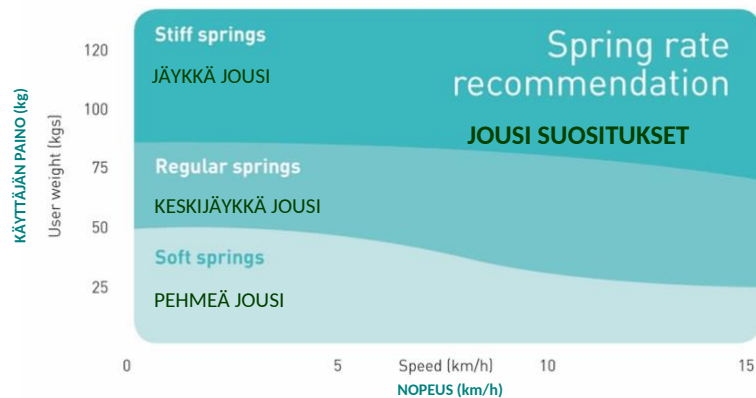 Stiff springs
JÄYKKÄ JOUSI
Spring rate
recommendation
JOUSI SUOSITUKSET
Regular springs
KESKIJÄYKKÄ JOUSI
Soft springs
PEHMEÄ JOUSI
KÄYTTÄJÄN PAINO (kg)
User weight (kgs)
120
100
75
50
25
0
5
Speed (km/h)
10
15
NOPEUS (km/h)